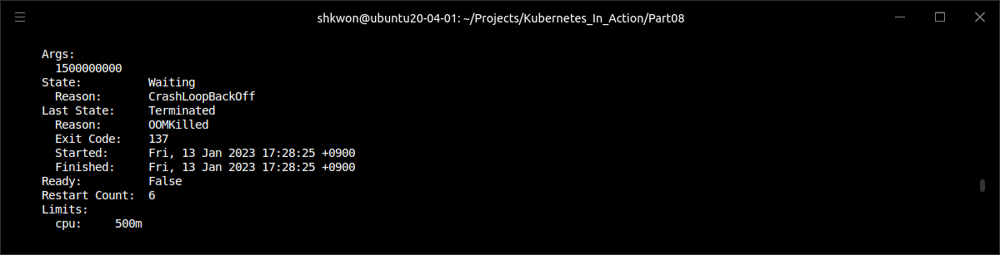 shkwon@ubuntu20-04-01: ~/Projects/Kubernetes_In_Action/Part08
Args:
1500000000
State: Waiting
Reason: CrashLoopBackOff
Last State: Terminated
Reason: OOMKilled
Exit Code: 137
Started: Fri, 13 Jan 2023 17:28:25 +0900
Finished: Fri, 13 Jan 2023 17:28:25 +0900
Ready: False
Restart Count: 6
Limits:
cpu: 500m